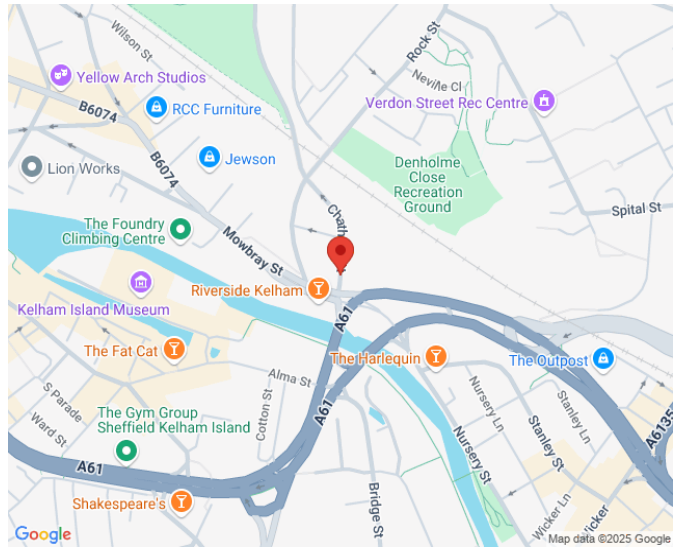 Wilson St
Rock St
Yellow Arch Studios
Neville Cl
B6074
RCC Furniture
Verdon Street Rec Centre
B6074
Jewson
Lion Works
Denholme
Close
Recreation
Ground
Spital St
The Foundry
Climbing Centre
Mowbray St
Chath
Kelham Island Museum
Riverside Kelham
A61
The Fat Cat
The Harlequin
The Outpost
Alma St
S Parade
Cotton St
A61
Nursery Ln
Stanley Ln
A6135
Ward St
The Gym Group
Sheffield Kelham Island
Nursery St
Stanley St
A61
Shakespeare's
Bridge St
Wicker Ln
Wicker
Google
Map data ©2025 Google